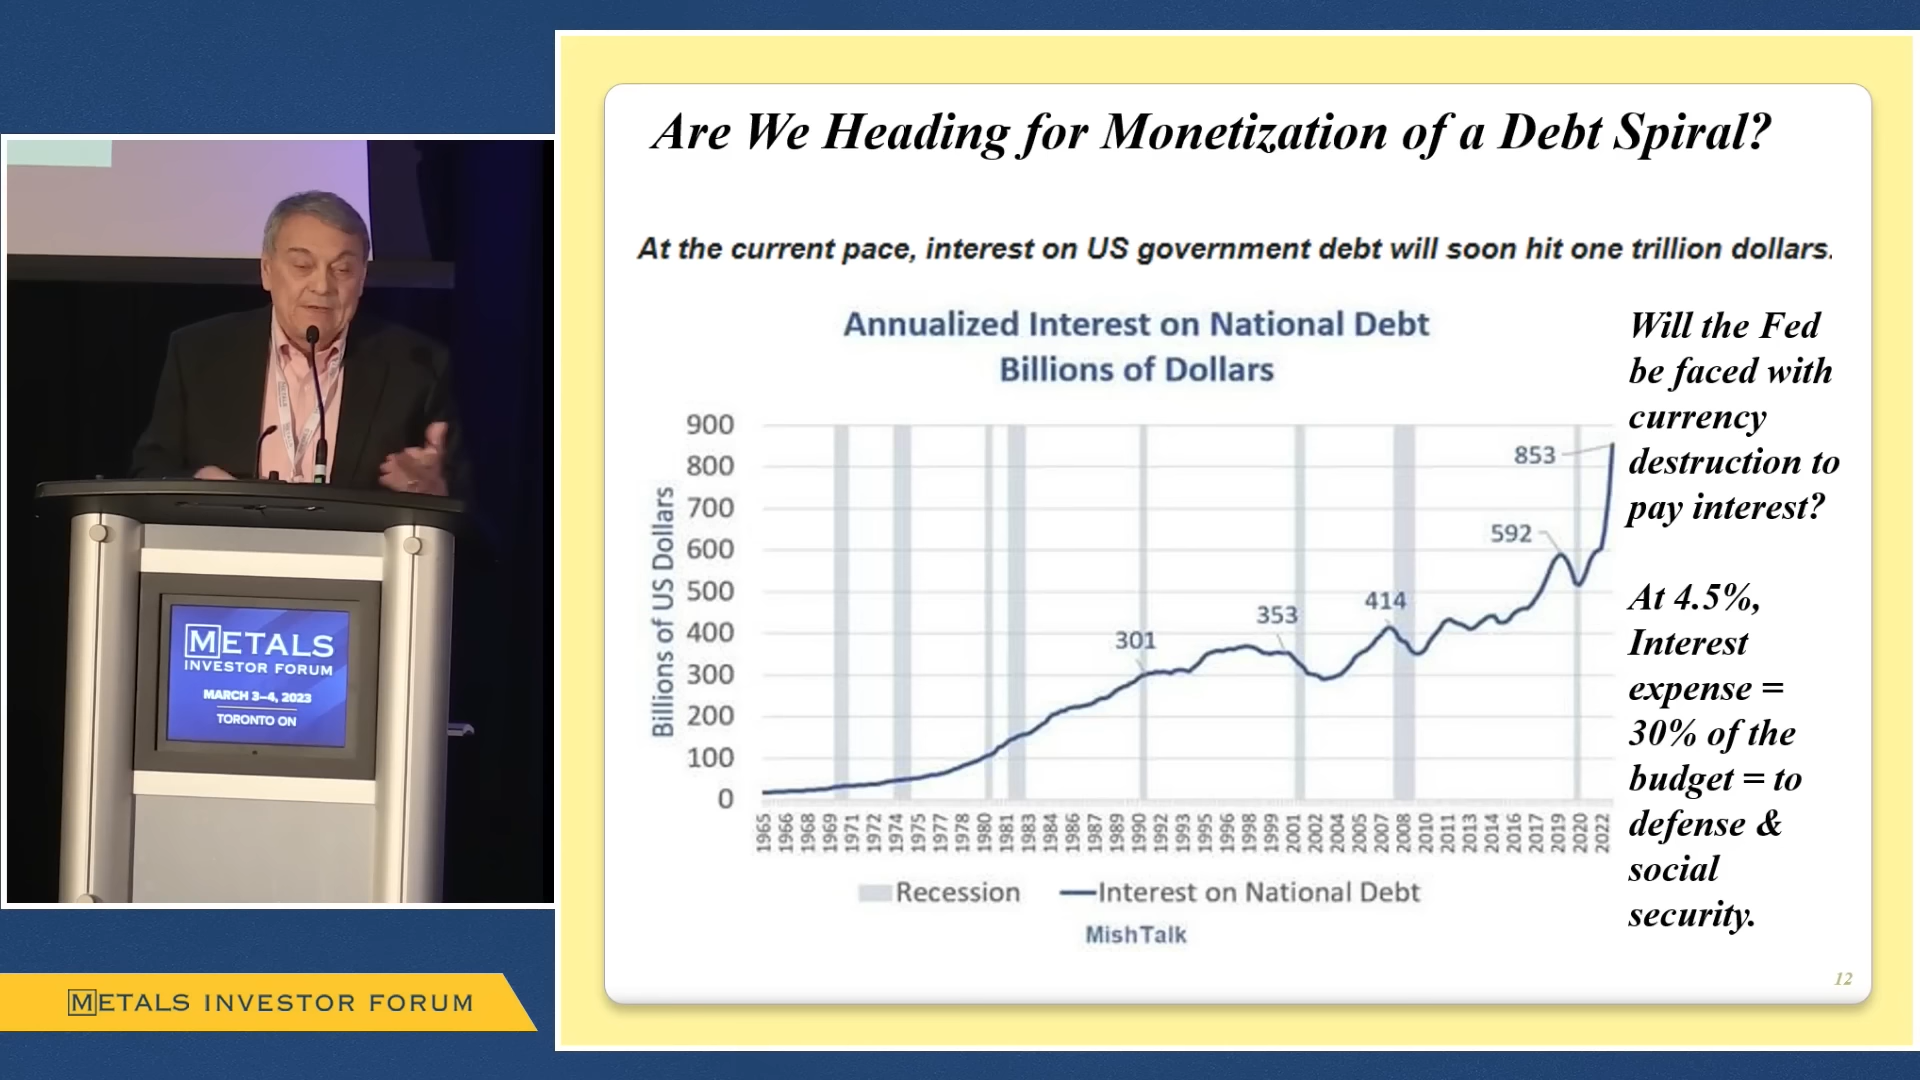 Are We Heading for Monetization of a Debt Spiral?
At the current pace, interest on US government debt will soon hit one trillion dollars.
Annualized Interest on National Debt
Billions of Dollars
Billions of US Dollars
900
800
700
600
500
400
300
200
100
0
301
353
414
592
853
1965
1966
1968
1969
1971
1972
1974
1975
1977
1978
1980
1981
1983
1984
1986
1987
1989
1990
1992
1993
1995
1996
1998
1999
2001
2002
2004
2005
2007
2008
2010
2011
2013
2014
2016
2017
2019
2020
2022
Recession
Interest on National Debt
MishTalk
Will the Fed
be faced with
currency
destruction to
pay interest?
At 4.5%,
Interest
expense =
30% of the
budget = to
defense &
social
security.
12
METALS
INVESTOR FORUM
MARCH 3–4, 2023
TORONTO ON
METALS INVESTOR FORUM